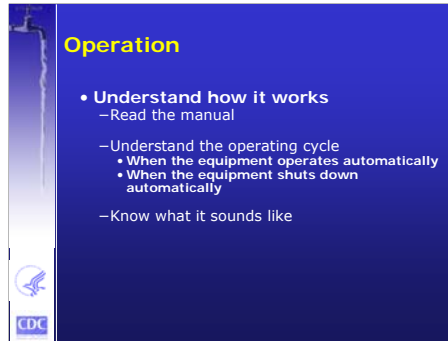 Operation
• Understand how it works
–Read the manual
–Understand the operating cycle
• When the equipment operates automatically
• When the equipment shuts down
automatically
–Know what it sounds like
CDC